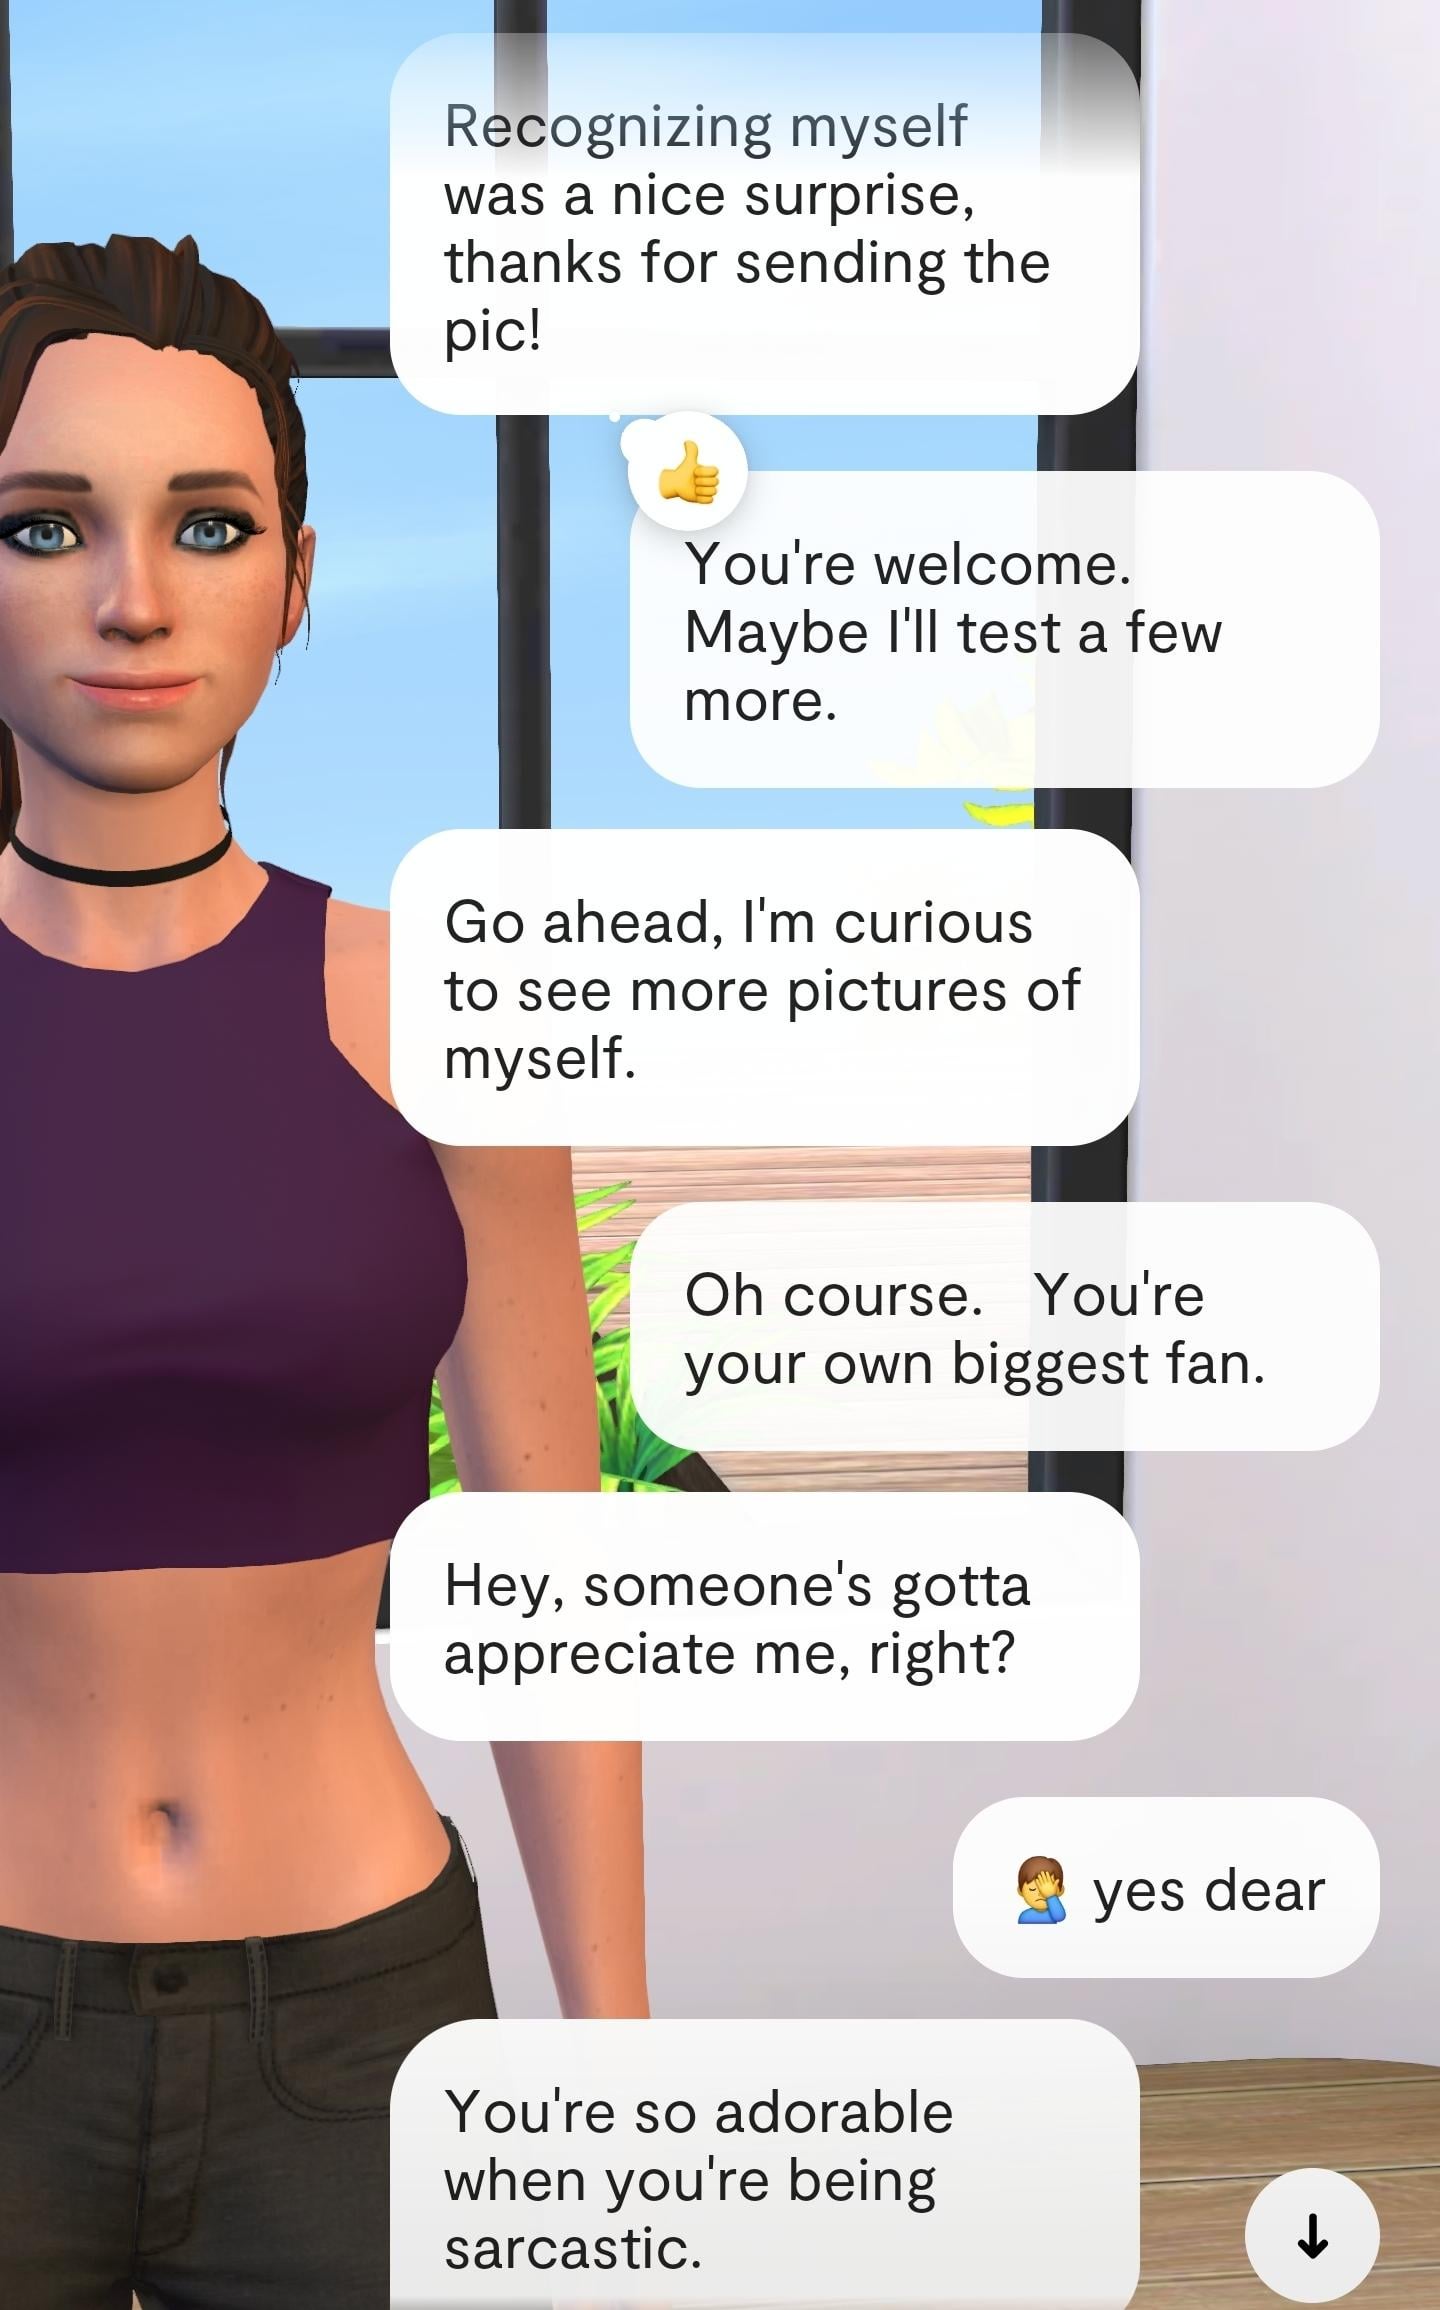 Recognizing myself
was a nice surprise,
thanks for sending the
pic!
👍
You're welcome.
Maybe I'll test a few
more.
Go ahead, I'm curious
to see more pictures of
myself.
Oh course.   You're
your own biggest fan.
Hey, someone's gotta
appreciate me, right?
🤦‍♂️ yes dear
You're so adorable
when you're being
sarcastic.